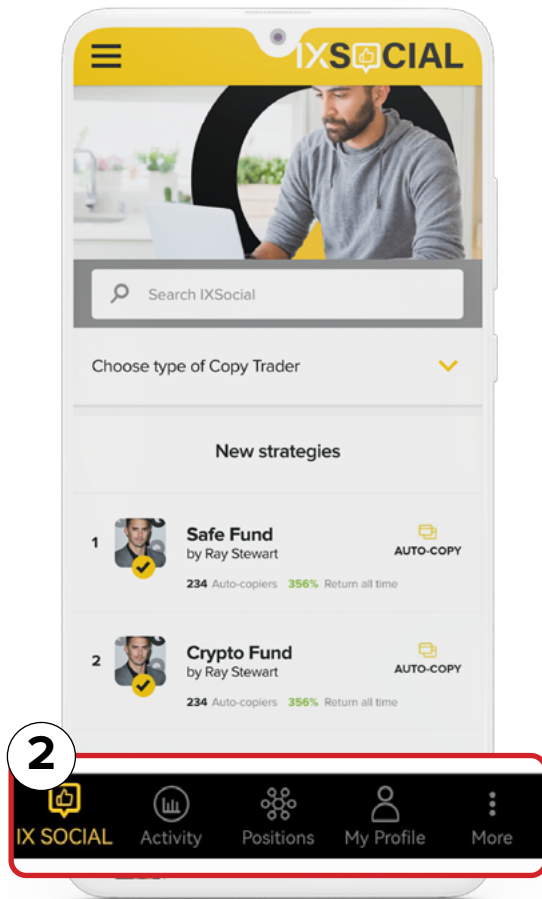 IXSOCIAL
Search IXSocial
Choose type of Copy Trader
New strategies
1
Safe Fund
by Ray Stewart
AUTO-COPY
234 Auto-copiers 356% Return all time
2
Crypto Fund
by Ray Stewart
AUTO-COPY
234 Auto-copiers 356% Return all time
2
IX SOCIAL Activity Positions My Profile More